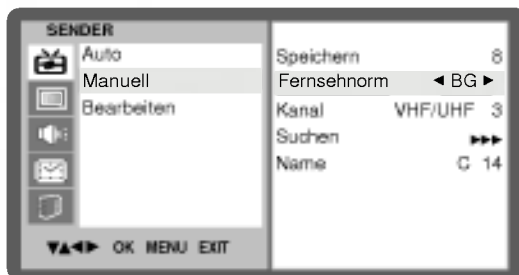 SENDER
Auto
Manuell
Bearbeiten
Speichern 8
Fernsehnorm ◄ BG ►
Kanal VHF/UHF 3
Suchen ►►►
Name C 14
▼▲◄► OK MENU EXIT